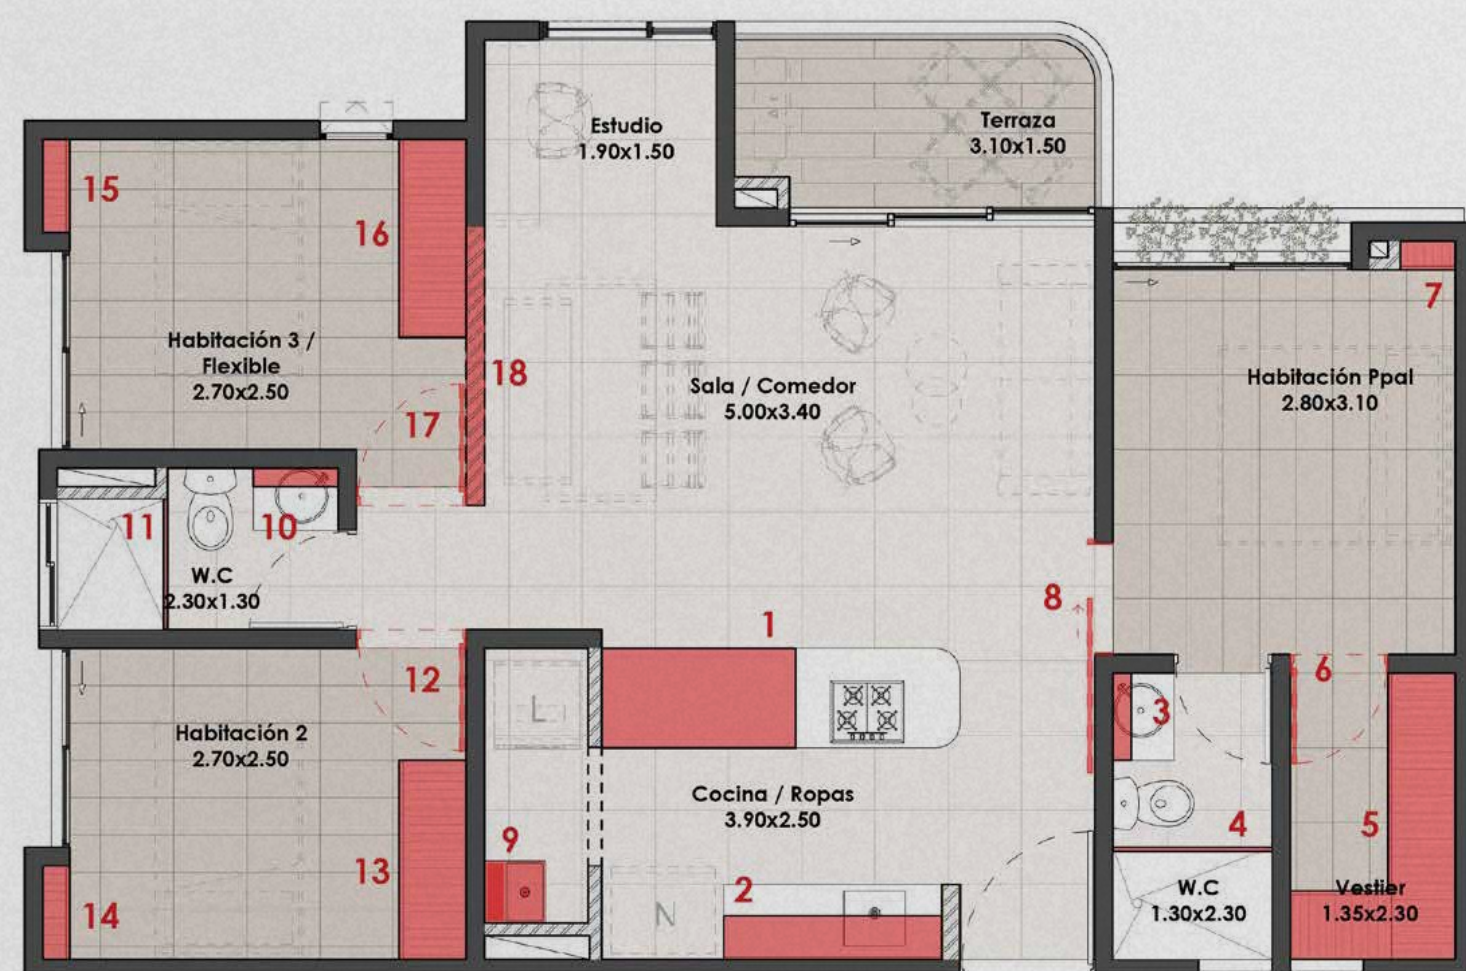 Estudio
1.90x1.50
Terraza
3.10x1.50
15
16
7
Habitación 3 /
Flexible
2.70x2.50
18
Sala / Comedor
5.00x3.40
Habitación Ppal
2.80x3.10
17
11
10
W.C
2.30x1.30
8
1
12
6
3
L
Habitación 2
2.70x2.50
Cocina / Ropas
3.90x2.50
4
5
9
13
14
2
N
W.C
1.30x2.30
Vestier
1.35x2.30